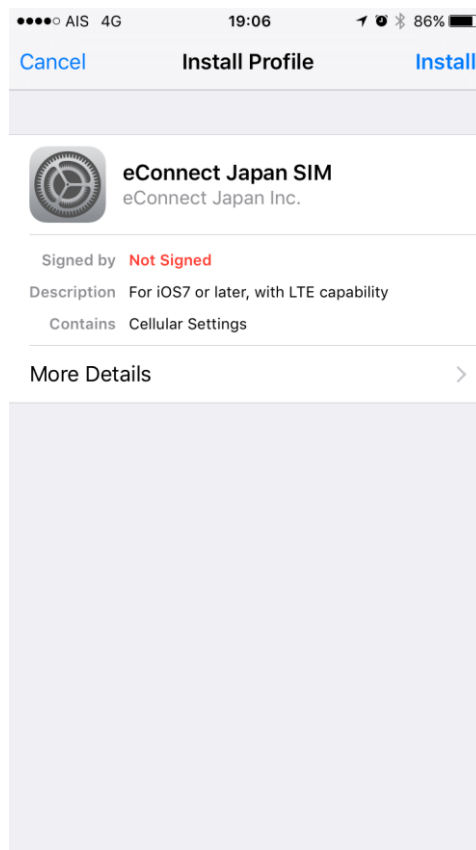 AIS 4G 19:06 86%
Cancel Install Profile Install
eConnect Japan SIM
eConnect Japan Inc.
Signed by Not Signed
Description For iOS7 or later, with LTE capability
Contains Cellular Settings
More Details